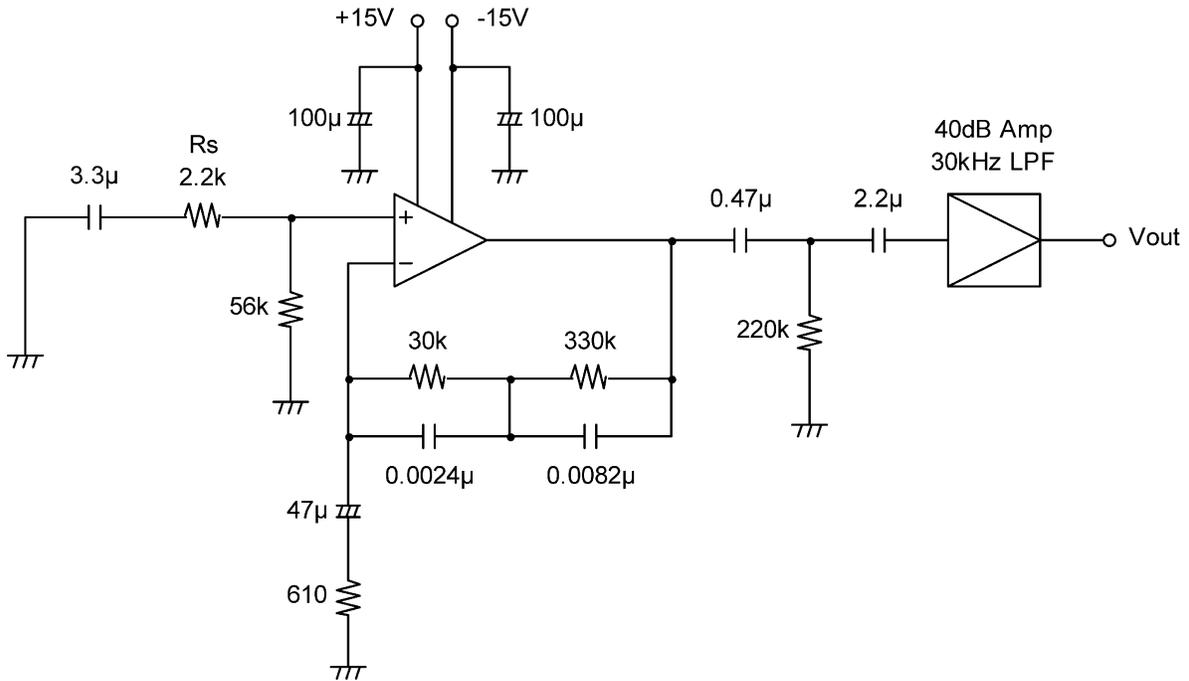 +15V
-15V
100μ
100μ
40dB Amp
30kHz LPF
Rs
2.2k
3.3μ
0.47μ
2.2μ
+
Vout
−
56k
220k
30k
330k
0.0024μ
0.0082μ
47μ
610